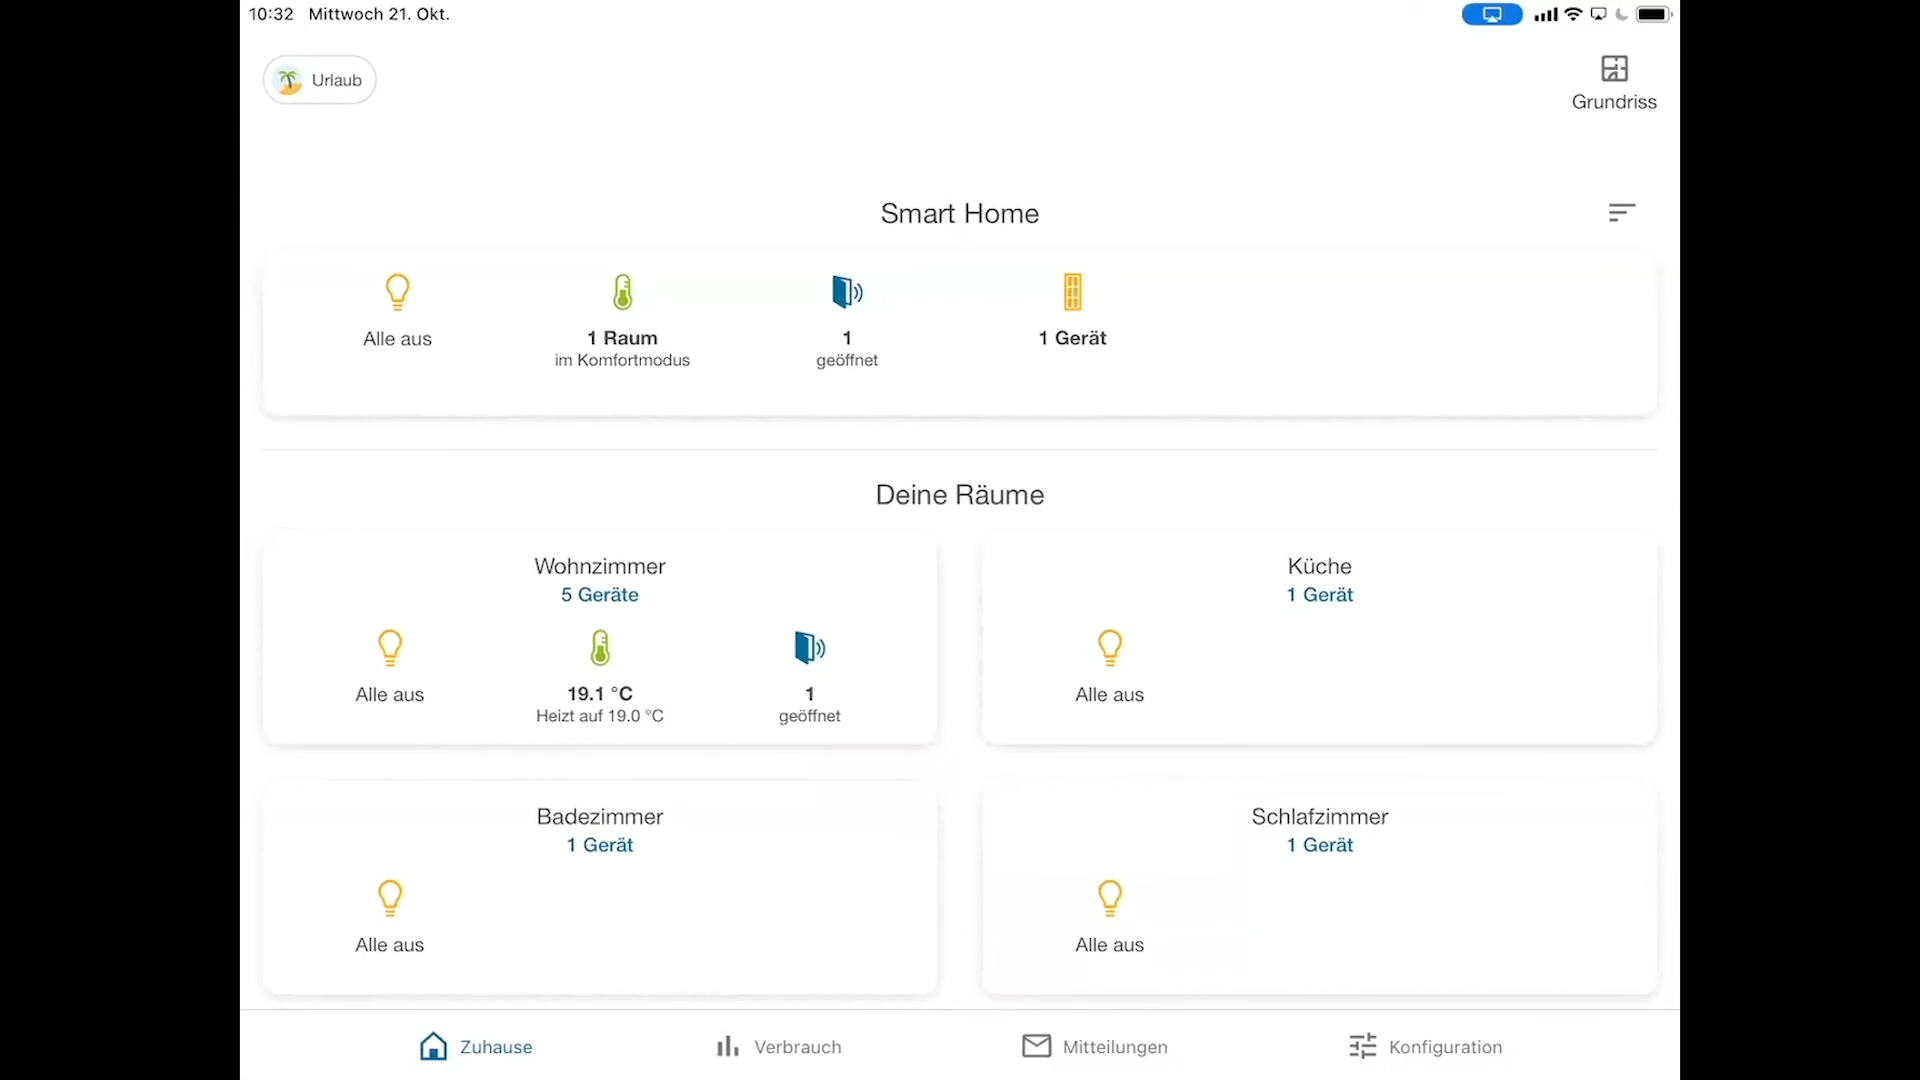 10:32 Mittwoch 21. Okt.
Urlaub
Grundriss
Smart Home
Alle aus
1 Raum
im Komfortmodus
1
geöffnet
1 Gerät
Deine Räume
Wohnzimmer
5 Geräte
Alle aus
19.1 °C
Heizt auf 19.0 °C
1
geöffnet
Küche
1 Gerät
Alle aus
Badezimmer
1 Gerät
Alle aus
Schlafzimmer
1 Gerät
Alle aus
Zuhause
Verbrauch
Mitteilungen
Konfiguration